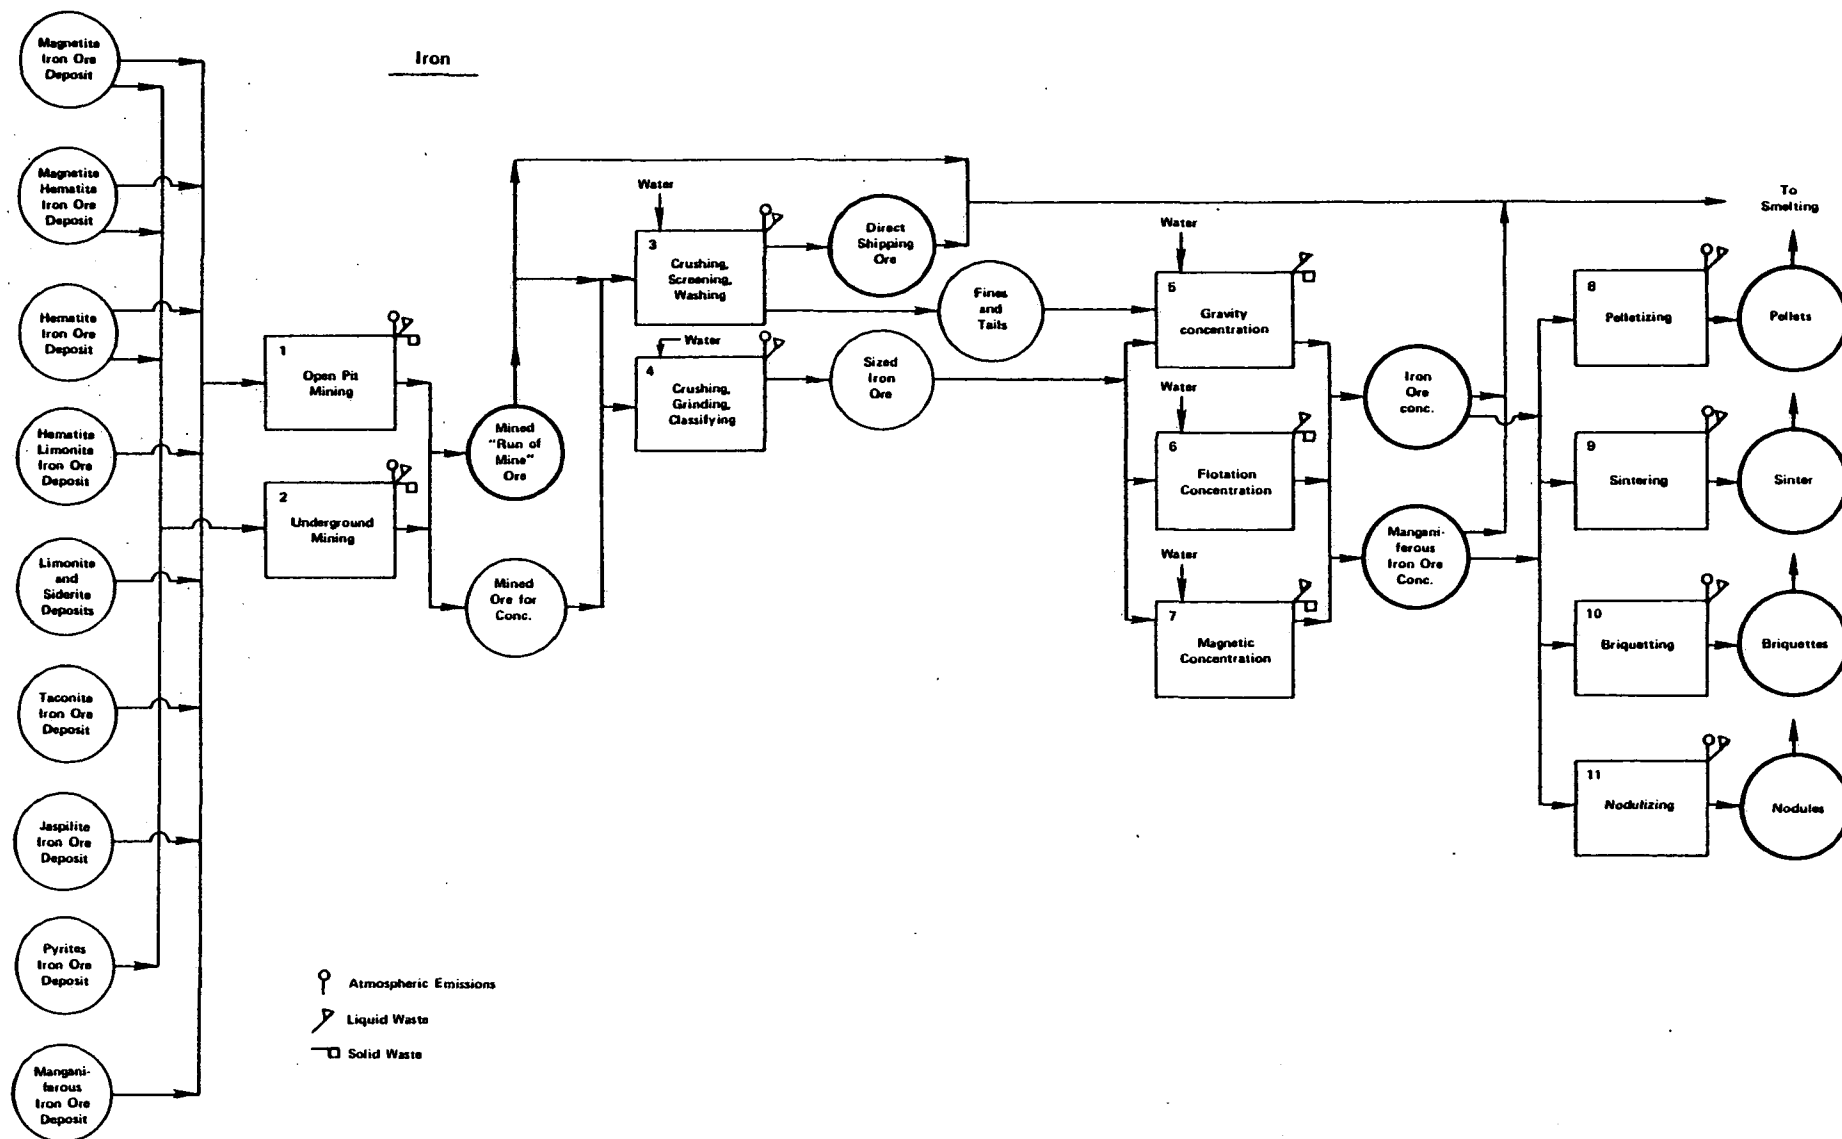 Iron
Magnetite
Iron Ore
Deposit
Magnetite
Hematite
Iron Ore
Deposit
Hematite
Iron Ore
Deposit
Hematite
Limonite
Iron Ore
Deposit
Limonite
and
Siderite
Deposits
Taconite
Iron Ore
Deposit
Jaspilite
Iron Ore
Deposit
Pyrites
Iron Ore
Deposit
Mangani-
ferous
Iron Ore
Deposit
1
Open Pit
Mining
2
Underground
Mining
Mined
"Run of
Mine"
Ore
Mined
Ore for
Conc.
Water
3
Crushing,
Screening,
Washing
Water
4
Crushing,
Grinding,
Classifying
Direct
Shipping
Ore
Fines
and
Tails
Sized
Iron
Ore
Water
5
Gravity
concentration
Water
6
Flotation
Concentration
Water
7
Magnetic
Concentration
Iron
Ore
conc.
Mangani-
ferous
Iron Ore
Conc.
To
Smelting
8
Pelletizing
Pellets
9
Sintering
Sinter
10
Briquetting
Briquettes
11
Nodulizing
Nodules
Atmospheric Emissions
Liquid Waste
Solid Waste